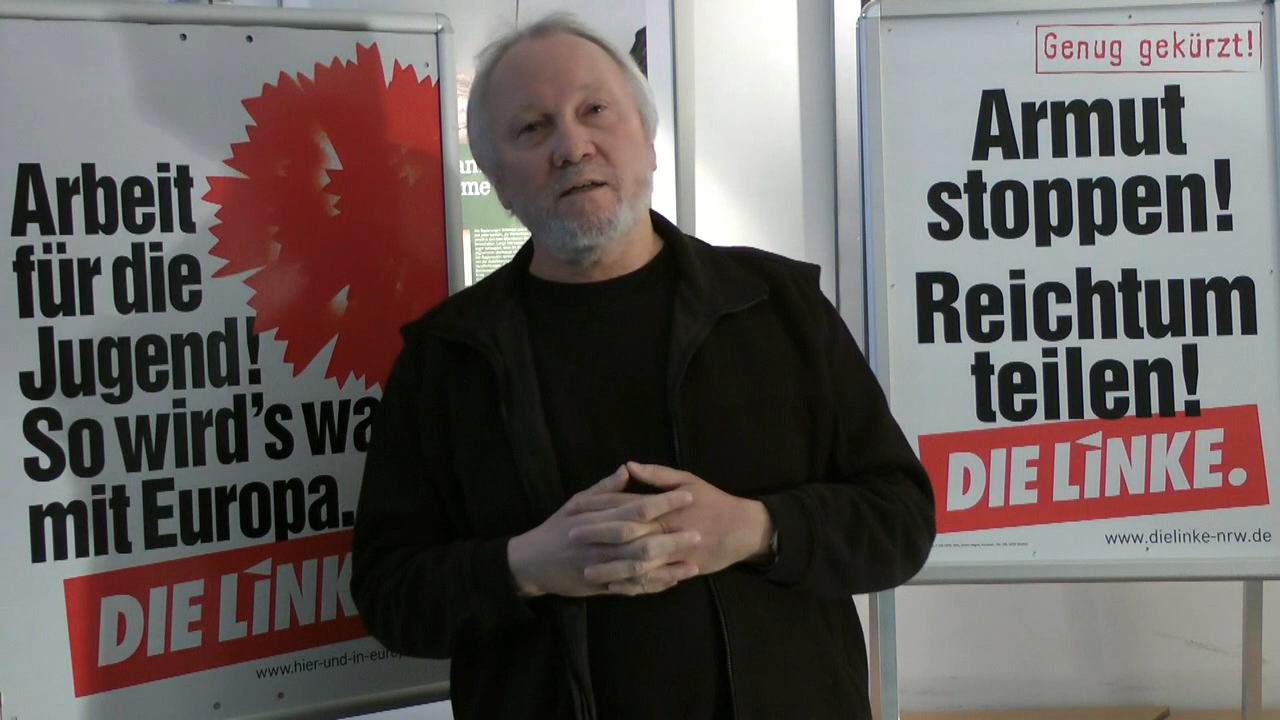 Arbeit
für die
Jugend!
So wird's wa
mit Europa.
DIE LINK
www.hier-und-in-euro
Genug gekürzt!
Armut
stoppen!
Reichtum
teilen!
DIE LINKE.
www.dielinke-nrw.de